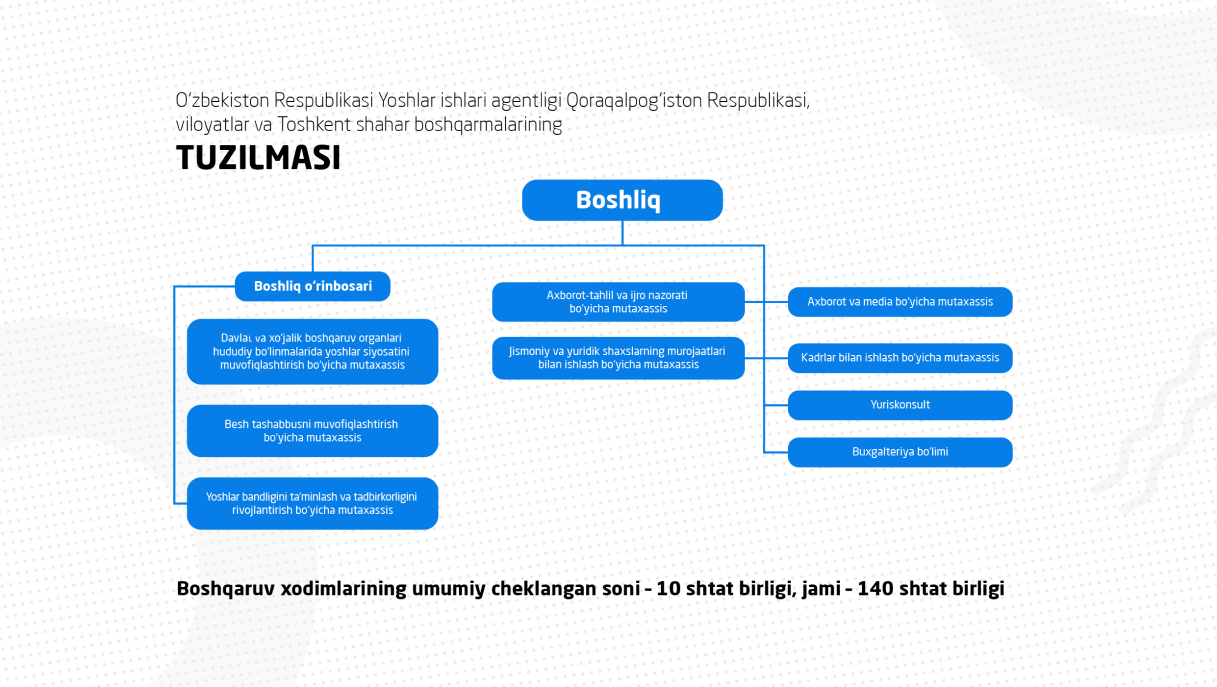 O'zbekiston Respublikasi Yoshlar ishlari agentligi Qoraqalpog'iston Respublikasi,
viloyatlar va Toshkent shahar boshqarmalarining
TUZILMASI
Boshliq
Boshliq o'rinbosari
Davlat va xo'jalik boshqaruv organlari
hududiy bo'linmalarida yoshlar siyosatini
muvofiqlashtirish bo'yicha mutaxassis
Besh tashabbusni muvofiqlashtirish
bo'yicha mutaxassis
Yoshlar bandligini ta'minlash va tadbirkorligini
rivojlantirish bo'yicha mutaxassis
Axborot-tahlil va ijro nazorati
bo'yicha mutaxassis
Jismoniy va yuridik shaxslarning murojaatlari
bilan ishlash bo'yicha mutaxassis
Axborot va media bo'yicha mutaxassis
Kadrlar bilan ishlash bo'yicha mutaxassis
Yuriskonsult
Buxgalteriya bo'limi
Boshqaruv xodimlarining umumiy cheklangan soni – 10 shtat birligi, jami – 140 shtat birligi